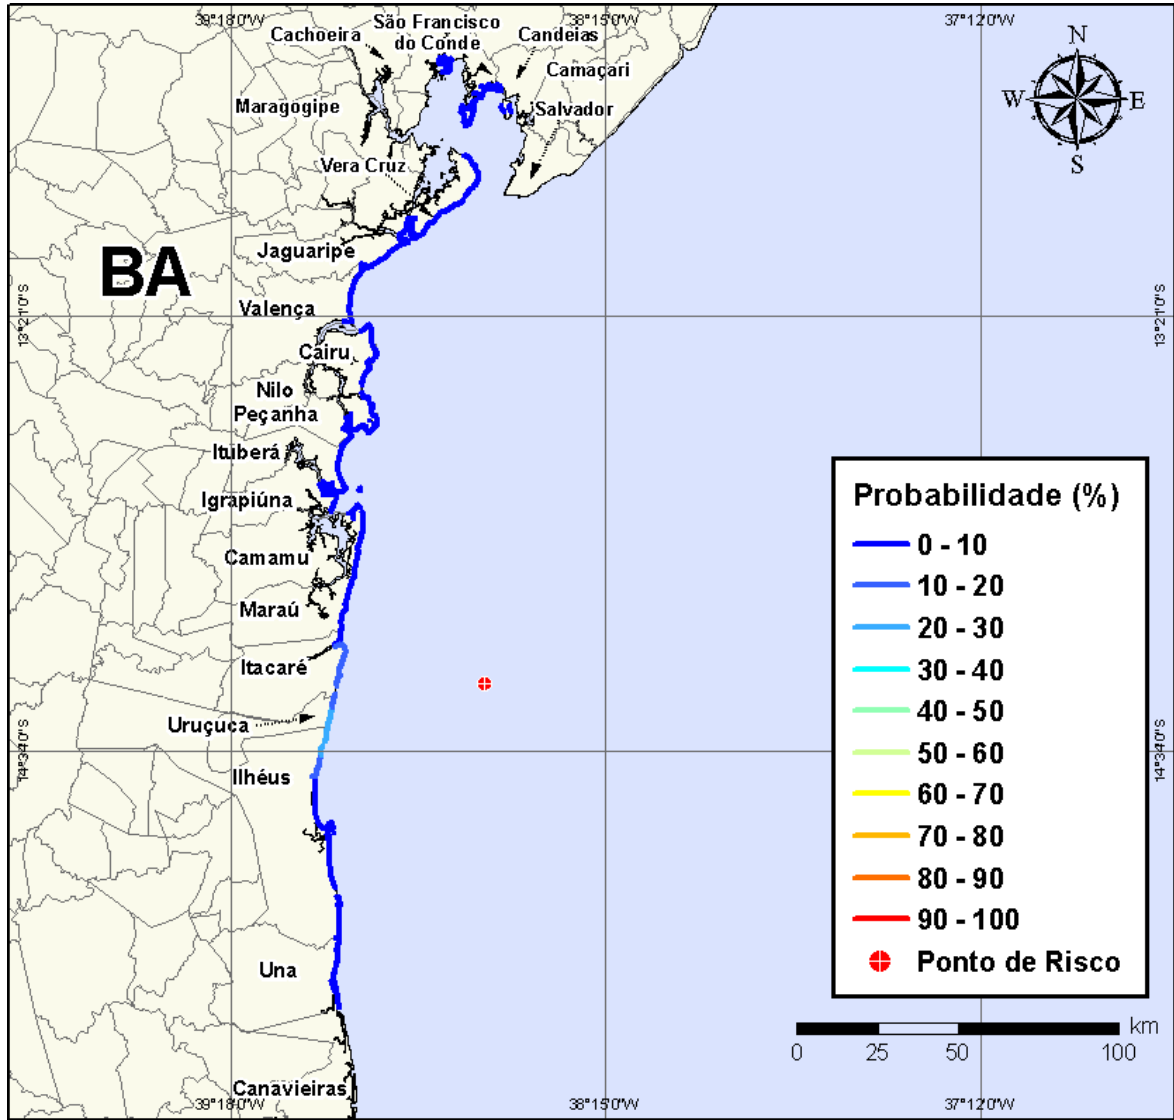 39°18'0"W
38°15'0"W
37°12'0"W
São Francisco
do Conde
Cachoeira
Candeias
Camaçari
Maragogipe
Salvador
N
W
E
S
Vera Cruz
Jaguaripe
BA
Valença
13°21'0"S
13°21'0"S
Cairu
Nilo
Peçanha
Ituberá
Igrapiúna
Camamu
Maraú
Itacaré
Uruçuca
14°34'0"S
14°34'0"S
Ilhéus
Una
Canavieiras
Probabilidade (%)
0 - 10
10 - 20
20 - 30
30 - 40
40 - 50
50 - 60
60 - 70
70 - 80
80 - 90
90 - 100
Ponto de Risco
km
0 25 50 100
39°18'0"W
38°15'0"W
37°12'0"W